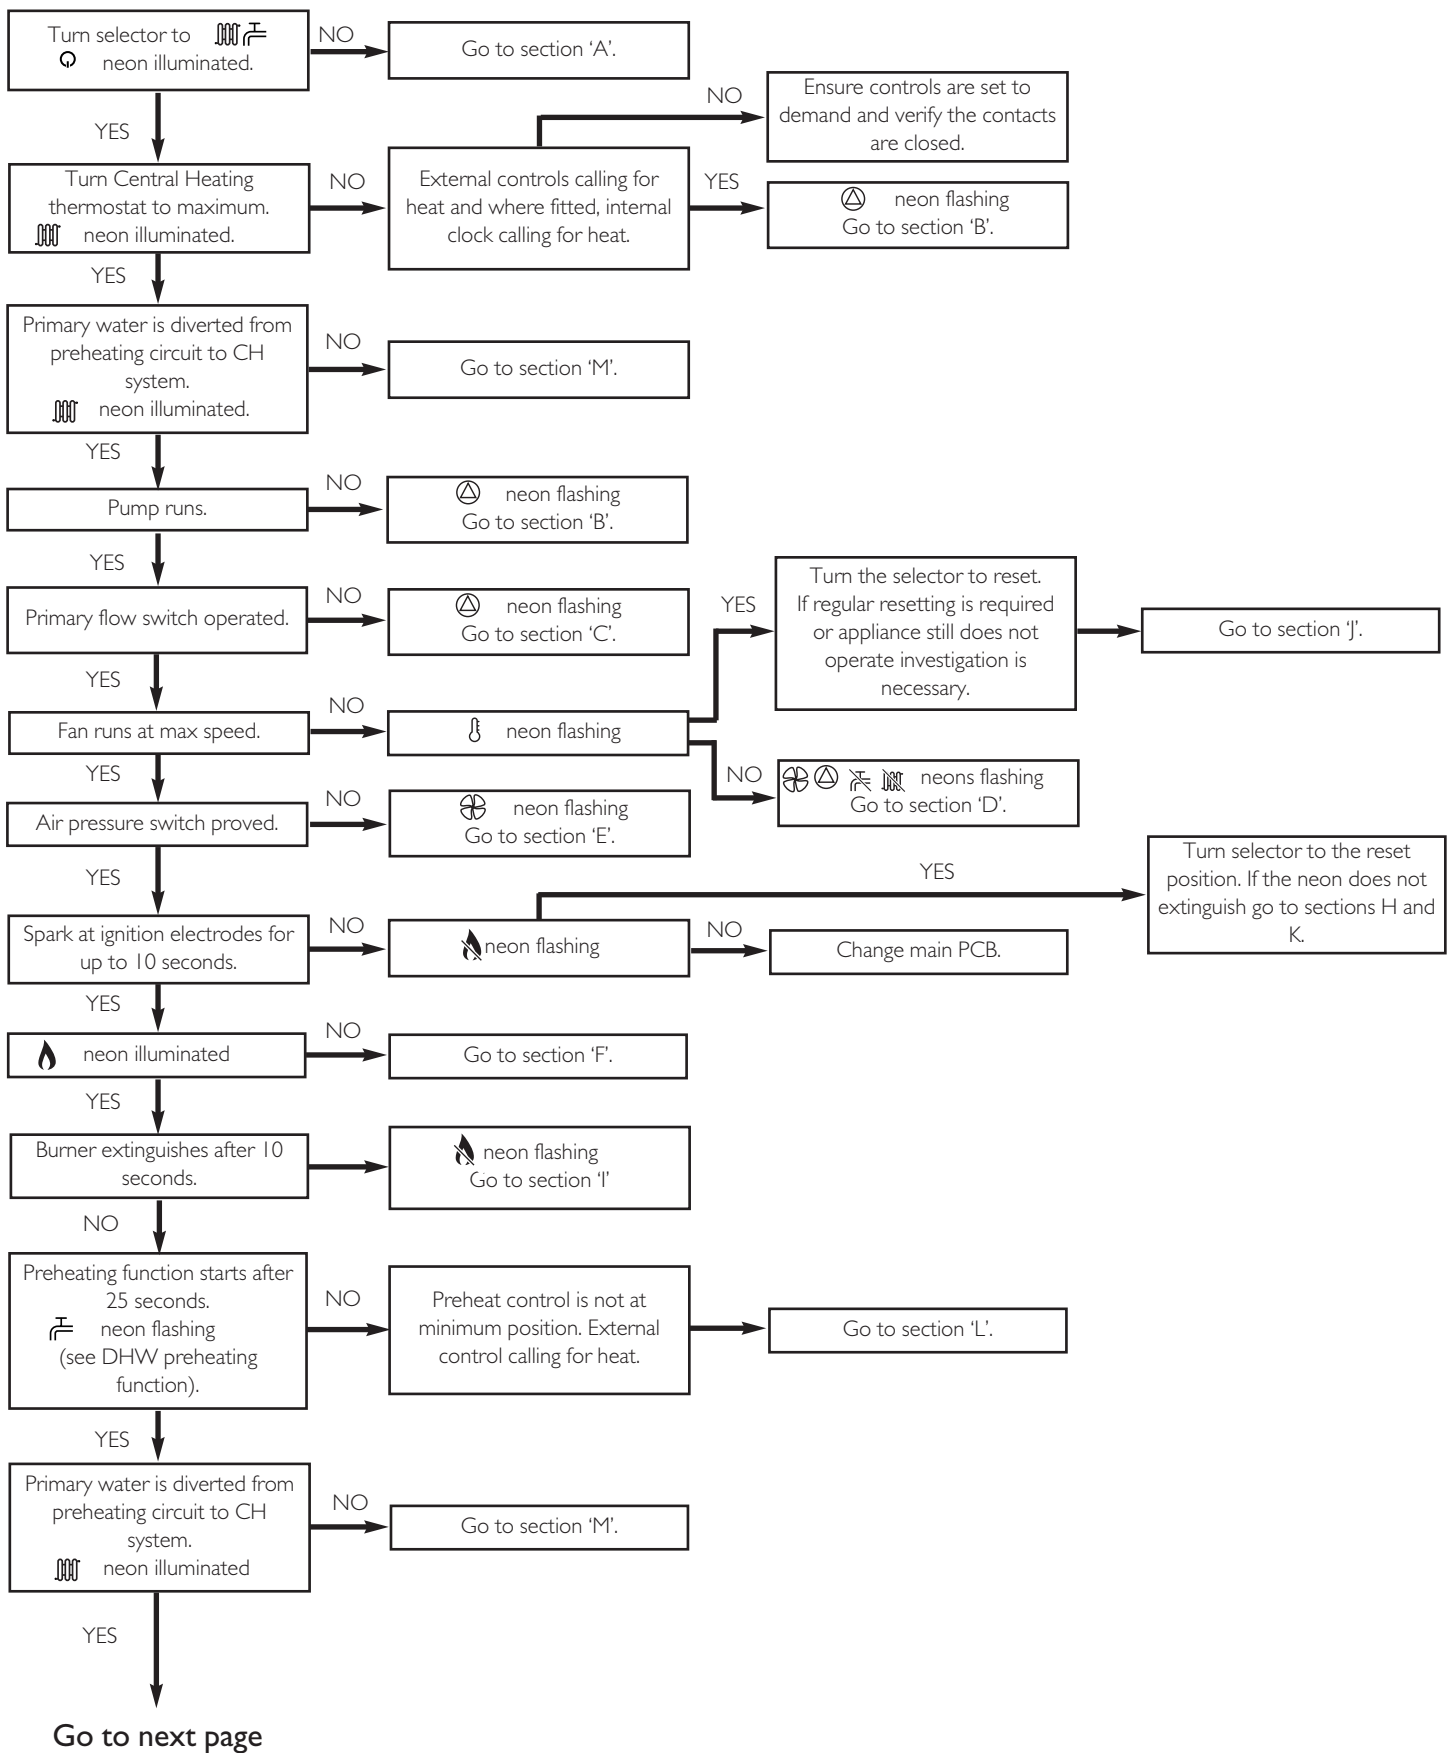 Turn selector to
neon illuminated.
NO
Go to section ‘A’.
YES
Turn Central Heating
thermostat to maximum.
neon illuminated.
NO
External controls calling for
heat and where fitted, internal
clock calling for heat.
NO
Ensure controls are set to
demand and verify the contacts
are closed.
YES
neon flashing
Go to section ‘B’.
YES
Primary water is diverted from
preheating circuit to CH
system.
neon illuminated.
NO
Go to section ‘M’.
YES
Pump runs.
NO
neon flashing
Go to section ‘B’.
YES
Primary flow switch operated.
NO
neon flashing
Go to section ‘C’.
YES
Fan runs at max speed.
NO
neon flashing
YES
Turn the selector to reset.
If regular resetting is required
or appliance still does not
operate investigation is
necessary.
Go to section ‘J’.
NO
neons flashing
Go to section ‘D’.
YES
Air pressure switch proved.
NO
neon flashing
Go to section ‘E’.
YES
Spark at ignition electrodes for
up to 10 seconds.
NO
neon flashing
YES
Turn selector to the reset
position. If the neon does not
extinguish go to sections H and
K.
NO
Change main PCB.
YES
neon illuminated
NO
Go to section ‘F’.
YES
Burner extinguishes after 10
seconds.
neon flashing
Go to section ‘I’
NO
Preheating function starts after
25 seconds.
neon flashing
(see DHW preheating
function).
NO
Preheat control is not at
minimum position. External
control calling for heat.
Go to section ‘L’.
YES
Primary water is diverted from
preheating circuit to CH
system.
neon illuminated
NO
Go to section ‘M’.
YES
Go to next page